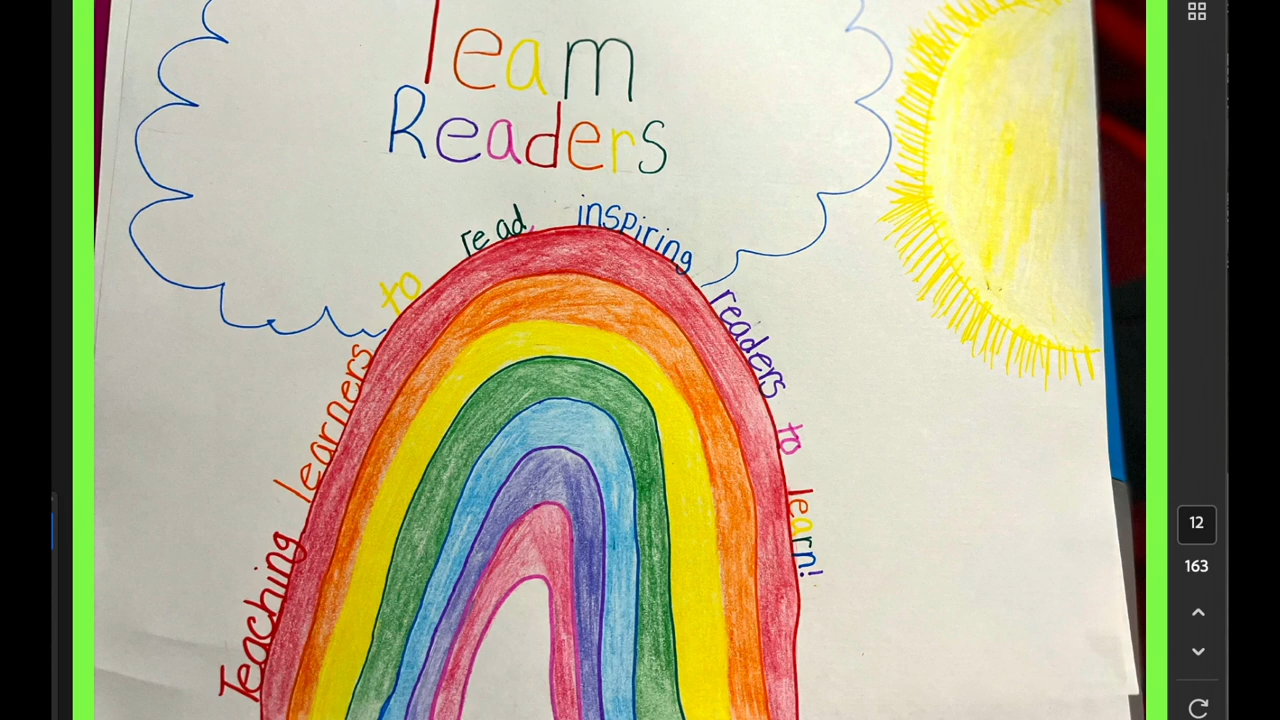 Team
Readers
Teaching learners to read inspiring readers to learn!
12
163